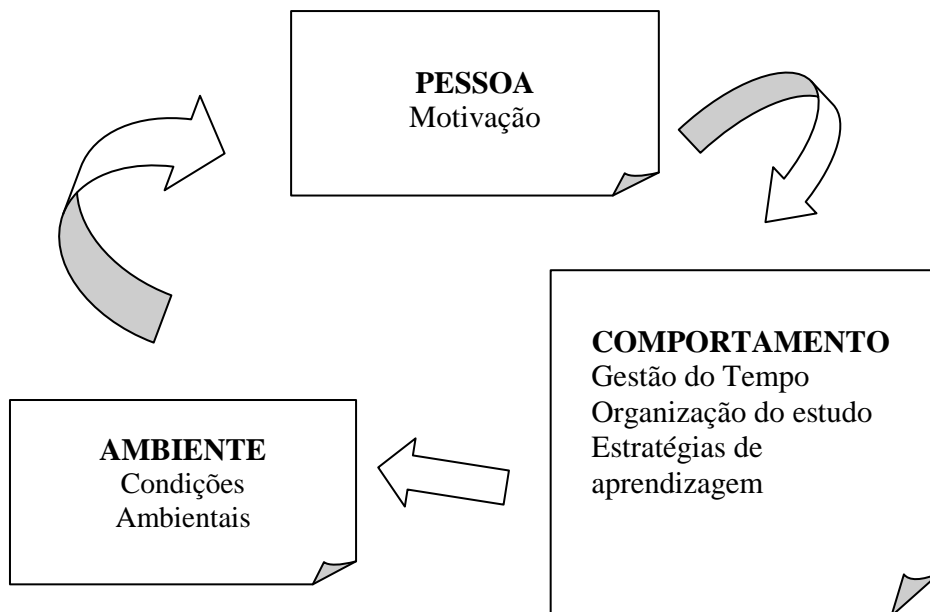 PESSOA
Motivação
COMPORTAMENTO
Gestão do Tempo
Organização do estudo
Estratégias de
aprendizagem
AMBIENTE
Condições
Ambientais